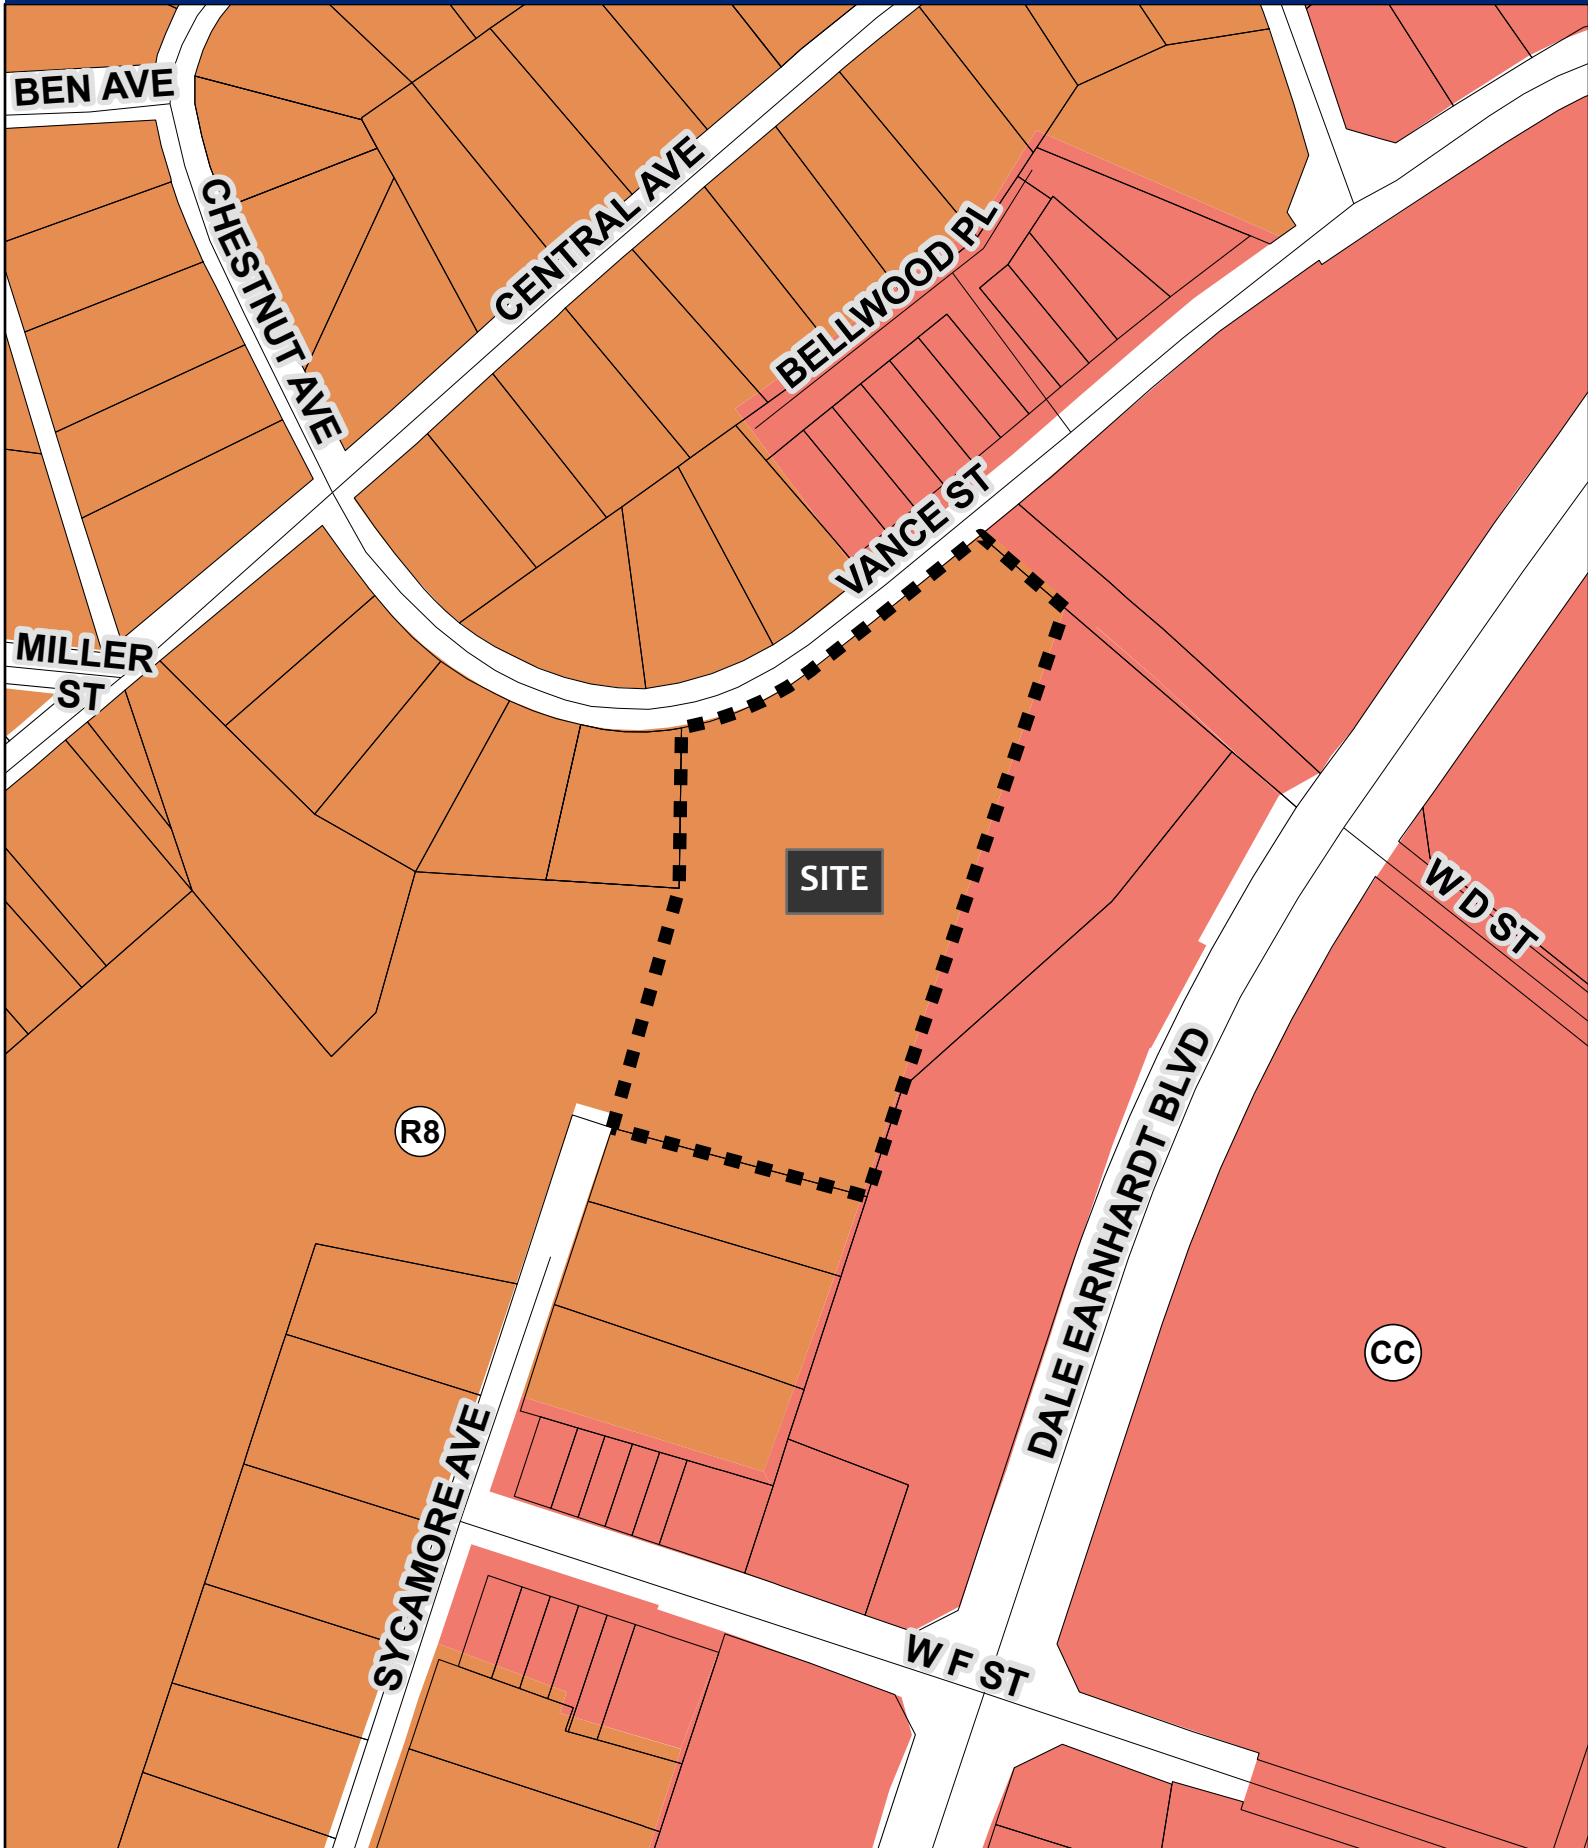 BEN AVE
CHESTNUT AVE
CENTRAL AVE
BELLWOOD PL
VANCE ST
MILLER
ST
SITE
W D ST
R8
DALE EARNHARDT BLVD
CC
SYCAMORE AVE
W F ST